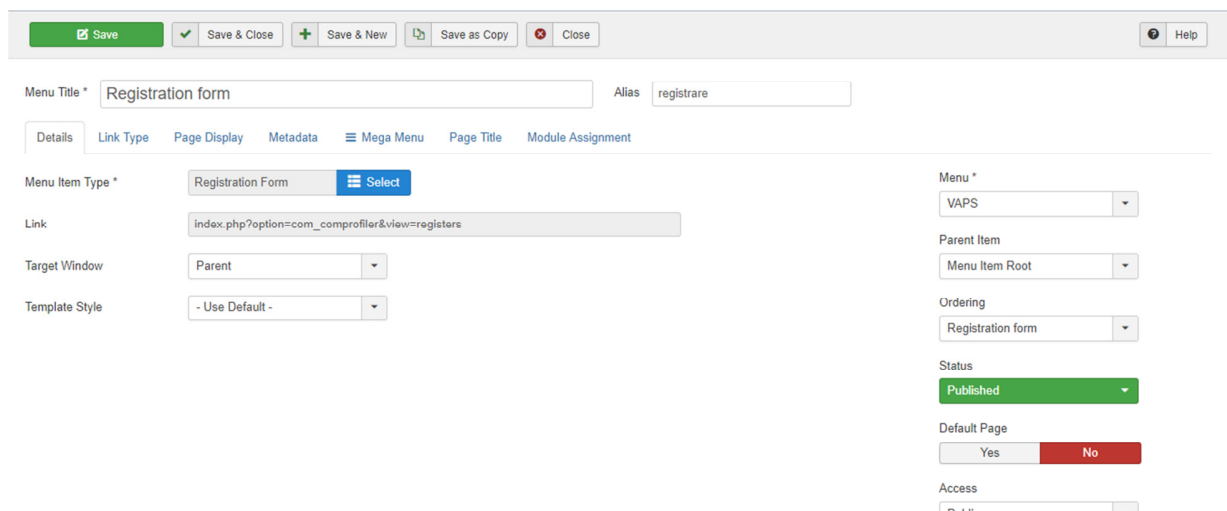 Save Save & Close Save & New Save as Copy Close Help
Menu Title * Registration form Alias registrare
Details Link Type Page Display Metadata Mega Menu Page Title Module Assignment
Menu Item Type * Registration Form Select
Link index.php?option=com_comprofiler&view=registers
Target Window Parent
Template Style - Use Default -
Menu *
VAPS
Parent Item
Menu Item Root
Ordering
Registration form
Status
Published
Default Page
Yes No
Access